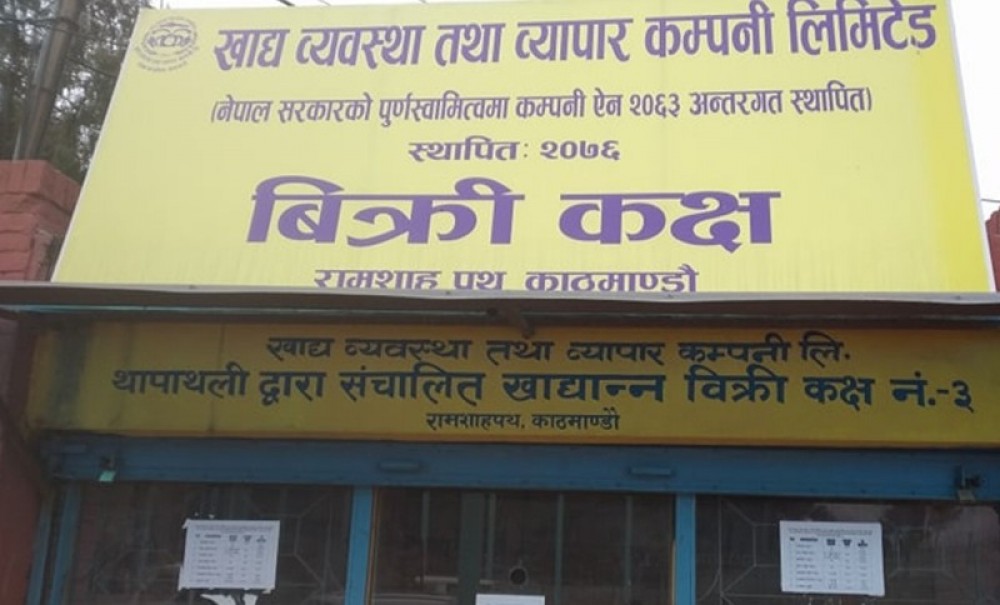 खाद्य व्यवस्था तथा व्यापार कम्पनी लिमिटेड
(नेपाल सरकारको पुर्णस्वामित्वमा कम्पनी ऐन २०६३ अन्तरगत स्थापित)
स्थापितः २०७६
बिक्री कक्ष
रामशाह पथ, काठमाण्डौ
खाद्य व्यवस्था तथा व्यापार कम्पनी लि.
थापाथली द्वारा संचालित खाद्यान्न विक्री कक्ष नं.-३
रामशाहपथ, काठमाण्डौ